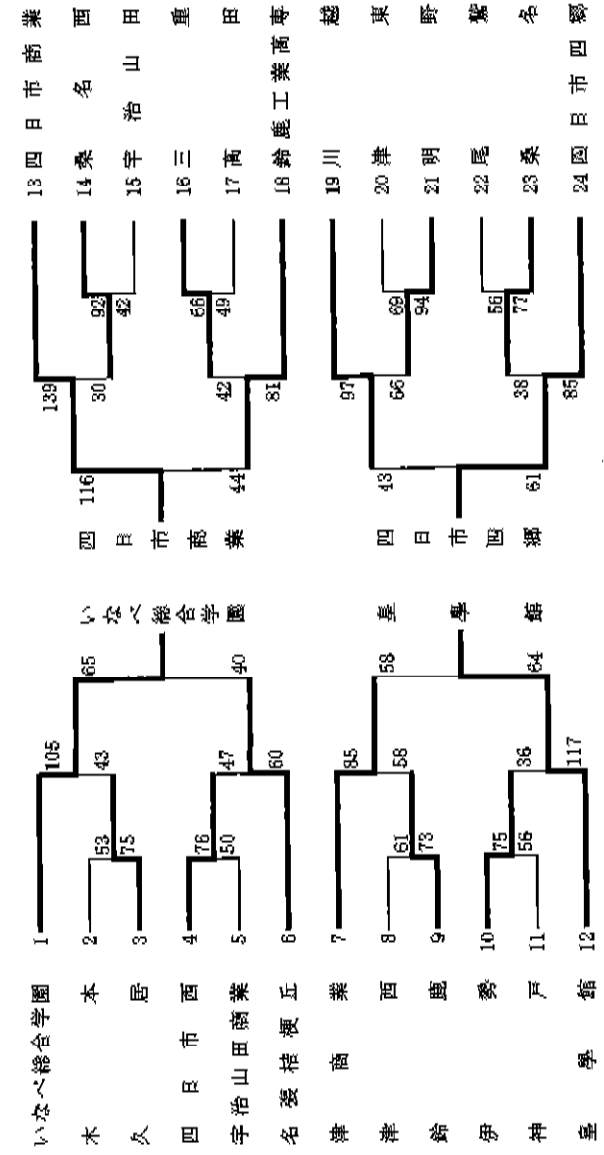 いなべ総合学園 1
木本 2
久居 3
四日市西 4
宇治山田商業 5
名張桔梗丘 6
津商業 7
津西 8
鈴鹿 9
伊勢 10
神戸 11
皇學館 12
105
43
53
75
76
50
47
60
65
40
85
58
61
73
75
56
36
117
58
64
いなべ総合学園
皇學館
四日市商業
四日市四郷
116
44
43
61
139
30
92
42
66
49
42
81
97
66
69
94
56
77
38
85
13 四日市商業
14 桑名西
15 宇治山田
16 三重
17 高田
18 鈴鹿工業高専
19 川越
20 津東
21 明野
22 尾鷲
23 桑名
24 四日市四郷